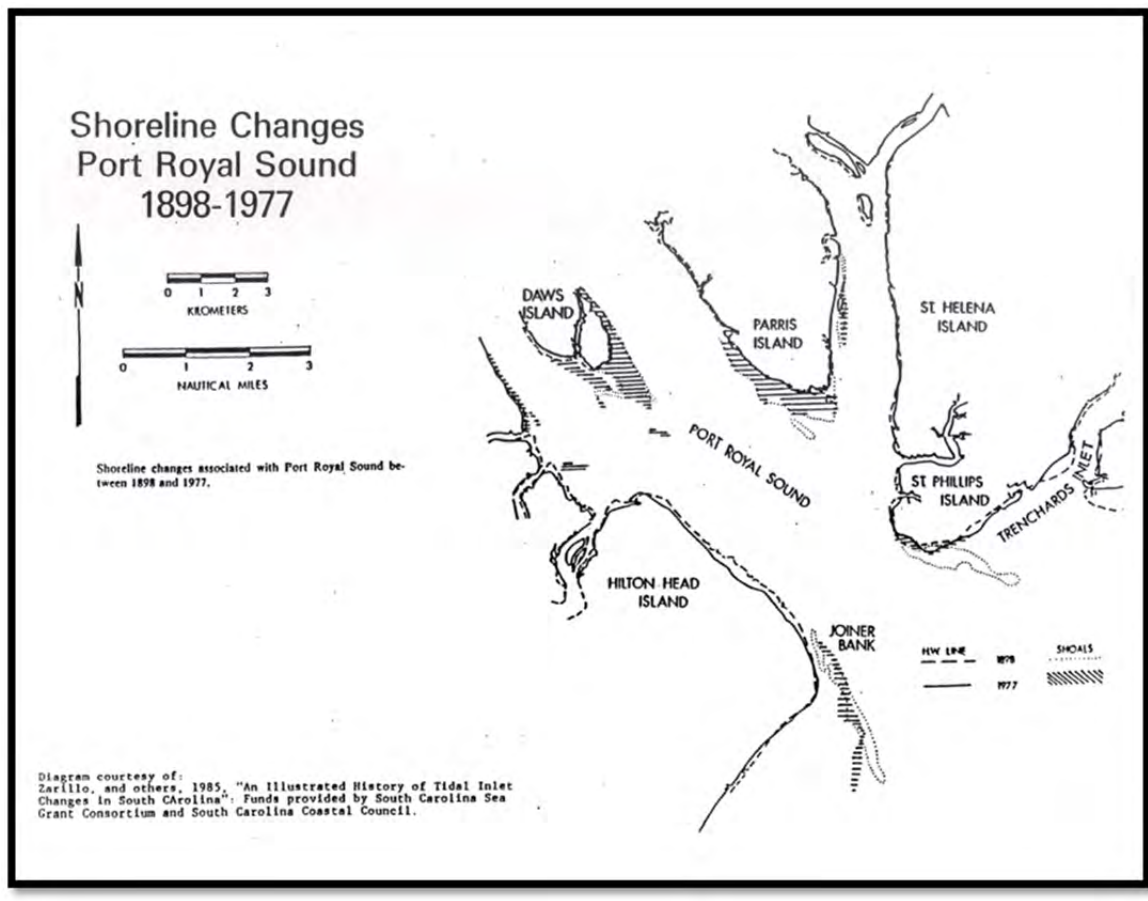 Shoreline Changes
Port Royal Sound
1898-1977
N
0 1 2 3
KILOMETERS
0 1 2 3
NAUTICAL MILES
Shoreline changes associated with Port Royal Sound be-
tween 1898 and 1977.
DAWS
ISLAND
PARRIS
ISLAND
ST. HELENA
ISLAND
PORT ROYAL SOUND
ST PHILLIPS
ISLAND
TRENCHARDS INLET
HILTON HEAD
ISLAND
JOINER
BANK
HW LINE SHOALS
1898
1977
Diagram courtesy of:
Zarillo, and others, 1985, "An Illustrated History of Tidal Inlet
Changes in South CArolina": Funds provided by South Carolina Sea
Grant Consortium and South Carolina Coastal Council.